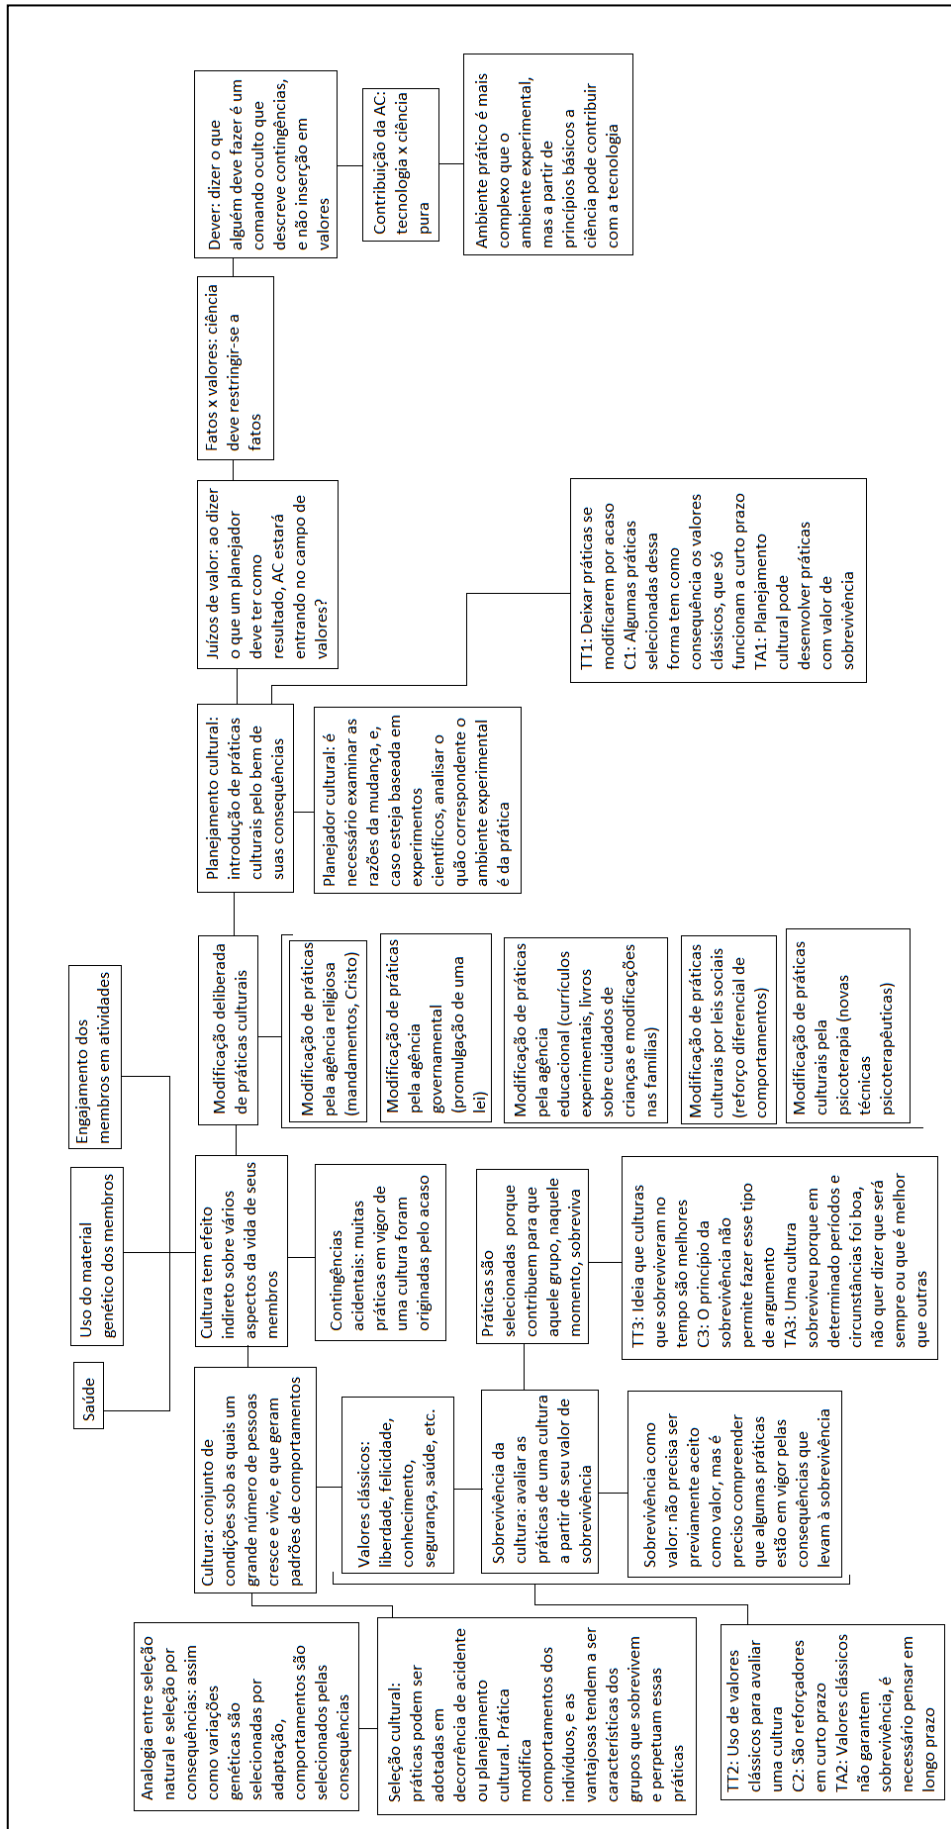 Saúde
Uso do material
genético dos membros
Engajamento dos
membros em atividades
Analogia entre seleção
natural e seleção por
consequências: assim
como variações
genéticas são
selecionadas por
adaptação,
comportamentos são
selecionados pelas
consequências
Seleção cultural:
práticas podem ser
adotadas em
decorrência de acidente
ou planejamento
cultural. Prática
modifica
comportamentos dos
indivíduos, e as
vantajosas tendem a ser
características dos
grupos que sobrevivem
e perpetuam essas
práticas
TT2: Uso de valores
clássicos para avaliar
uma cultura
C2: São reforçadores
em curto prazo
TA2: Valores clássicos
não garantem
sobrevivência, é
necessário pensar em
longo prazo
Cultura: conjunto de
condições sob as quais um
grande número de pessoas
cresce e vive, e que geram
padrões de comportamentos
Valores clássicos:
liberdade, felicidade,
conhecimento,
segurança, saúde, etc.
Sobrevivência da
cultura: avaliar as
práticas de uma cultura
a partir de seu valor de
sobrevivência
Sobrevivência como
valor: não precisa ser
previamente aceito
como valor, mas é
preciso compreender
que algumas práticas
estão em vigor pelas
consequências que
levam à sobrevivência
Cultura tem efeito
indireto sobre vários
aspectos da vida de seus
membros
Contingências
acidentais: muitas
práticas em vigor de
uma cultura foram
originadas pelo acaso
Práticas são
selecionadas porque
contribuem para que
aquele grupo, naquele
momento, sobreviva
TT3: Ideia que culturas
que sobreviveram no
tempo são melhores
C3: O princípio da
sobrevivência não
permite fazer esse tipo
de argumento
TA3: Uma cultura
sobreviveu porque em
determinado períodos e
circunstâncias foi boa,
não quer dizer que será
sempre ou que é melhor
que outras
Modificação deliberada
de práticas culturais
Modificação de práticas
pela agência religiosa
(mandamentos, Cristo)
Modificação de práticas
pela agência
governamental
(promulgação de uma
lei)
Modificação de práticas
pela agência
educacional (currículos
experimentais, livros
sobre cuidados de
crianças e modificações
nas famílias)
Modificação de práticas
culturais por leis sociais
(reforço diferencial de
comportamentos)
Modificação de práticas
culturais pela
psicoterapia (novas
técnicas
psicoterapêuticas)
Planejamento cultural:
introdução de práticas
culturais pelo bem de
suas consequências
Planejador cultural: é
necessário examinar as
razões da mudança, e,
caso esteja baseada em
experimentos
científicos, analisar o
quão correspondente o
ambiente experimental
é da prática
Juízos de valor: ao dizer
o que um planejador
deve ter como
resultado, AC estará
entrando no campo de
valores?
TT1: Deixar práticas se
modificarem por acaso
C1: Algumas práticas
selecionadas dessa
forma tem como
consequência os valores
clássicos, que só
funcionam a curto prazo
TA1: Planejamento
cultural pode
desenvolver práticas
com valor de
sobrevivência
Fatos x valores: ciência
deve restringir-se a
fatos
Dever: dizer o que
alguém deve fazer é um
comando oculto que
descreve contingências,
e não inserção em
valores
Contribuição da AC:
tecnologia x ciência
pura
Ambiente prático é mais
complexo que o
ambiente experimental,
mas a partir de
princípios básicos a
ciência pode contribuir
com a tecnologia